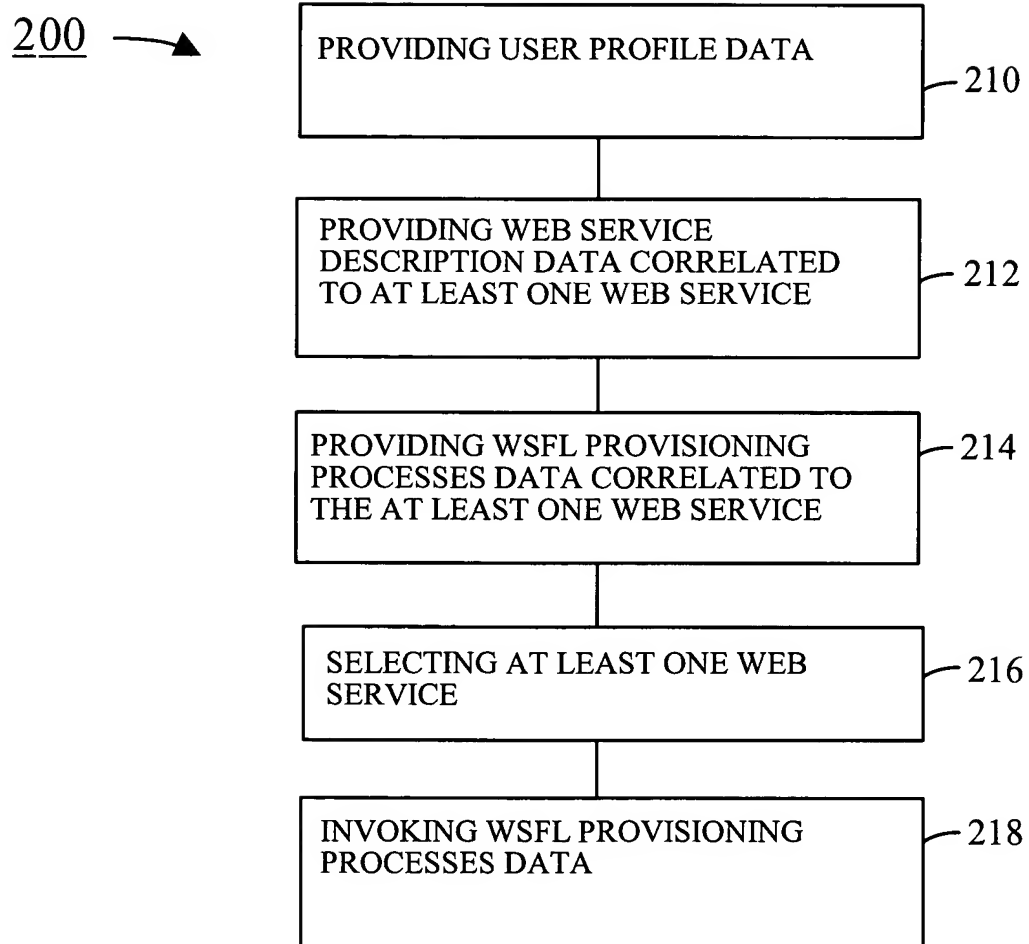 200
PROVIDING USER PROFILE DATA
210
PROVIDING WEB SERVICE
DESCRIPTION DATA CORRELATED
TO AT LEAST ONE WEB SERVICE
212
PROVIDING WSFL PROVISIONING
PROCESSES DATA CORRELATED TO
THE AT LEAST ONE WEB SERVICE
214
SELECTING AT LEAST ONE WEB
SERVICE
216
INVOKING WSFL PROVISIONING
PROCESSES DATA
218